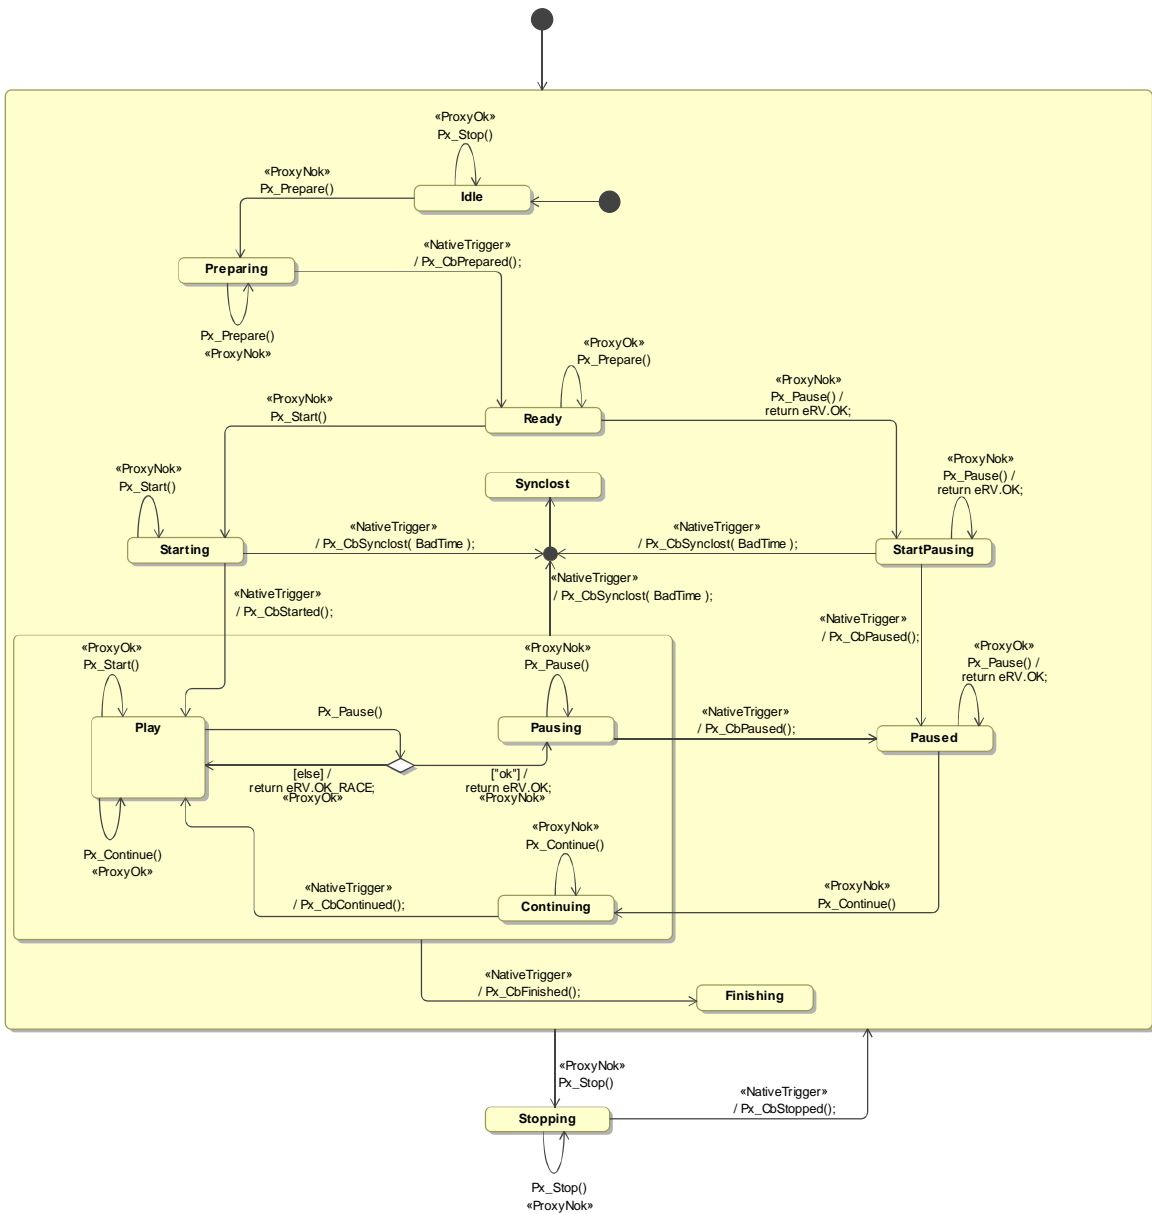 «ProxyOk»
Px_Stop()
«ProxyNok»
Px_Prepare()
Idle
«NativeTrigger»
/ Px_CbPrepared();
Preparing
Px_Prepare()
«ProxyNok»
«ProxyOk»
Px_Prepare()
«ProxyNok»
Px_Start()
«ProxyNok»
Px_Pause() /
return eRV.OK;
Ready
«ProxyNok»
Px_Start()
Synclost
«ProxyNok»
Px_Pause() /
return eRV.OK;
Starting
«NativeTrigger»
/ Px_CbSynclost( BadTime );
«NativeTrigger»
/ Px_CbSynclost( BadTime );
StartPausing
«NativeTrigger»
/ Px_CbStarted();
«NativeTrigger»
/ Px_CbSynclost( BadTime );
«NativeTrigger»
/ Px_CbPaused();
«ProxyOk»
Px_Start()
«ProxyNok»
Px_Pause()
«ProxyOk»
Px_Pause() /
return eRV.OK;
Play
Px_Pause()
Pausing
«NativeTrigger»
/ Px_CbPaused();
Paused
[else] /
return eRV.OK_RACE;
«ProxyOk»
["ok"] /
return eRV.OK;
«ProxyNok»
Px_Continue()
«ProxyOk»
«ProxyNok»
Px_Continue()
«NativeTrigger»
/ Px_CbContinued();
Continuing
«ProxyNok»
Px_Continue()
«NativeTrigger»
/ Px_CbFinished();
Finishing
«ProxyNok»
Px_Stop()
«NativeTrigger»
/ Px_CbStopped();
Stopping
Px_Stop()
«ProxyNok»